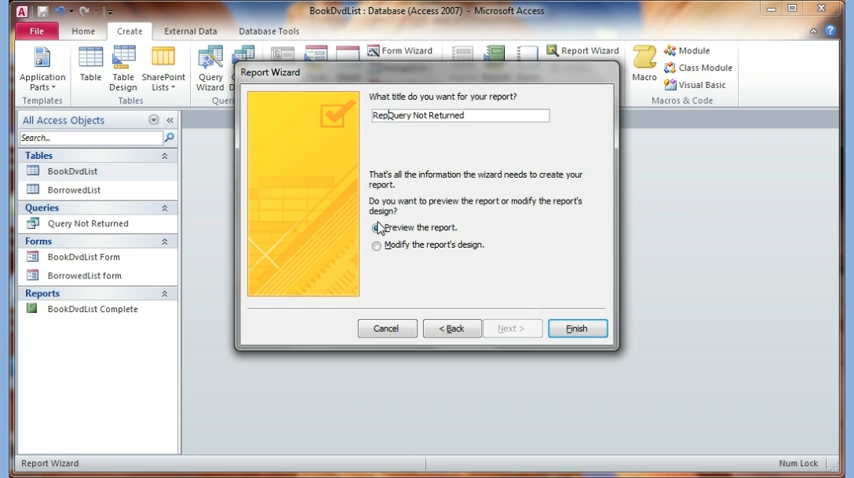 BookDvdList : Database (Access 2007) - Microsoft Access
File Home Create External Data Database Tools
Application Parts
Table
Table Design
SharePoint Lists
Query Wizard
Form Wizard
Report Wizard
Macro
Module
Class Module
Visual Basic
Templates
Tables
Macros & Code
All Access Objects
Search...
Tables
BookDvdList
BorrowedList
Queries
Query Not Returned
Forms
BookDvdList Form
BorrowedList form
Reports
BookDvdList Complete
Report Wizard
What title do you want for your report?
RepQuery Not Returned
That's all the information the wizard needs to create your
report.
Do you want to preview the report or modify the report's
design?
Preview the report.
Modify the report's design.
Cancel
< Back
Next >
Finish
Report Wizard
Num Lock